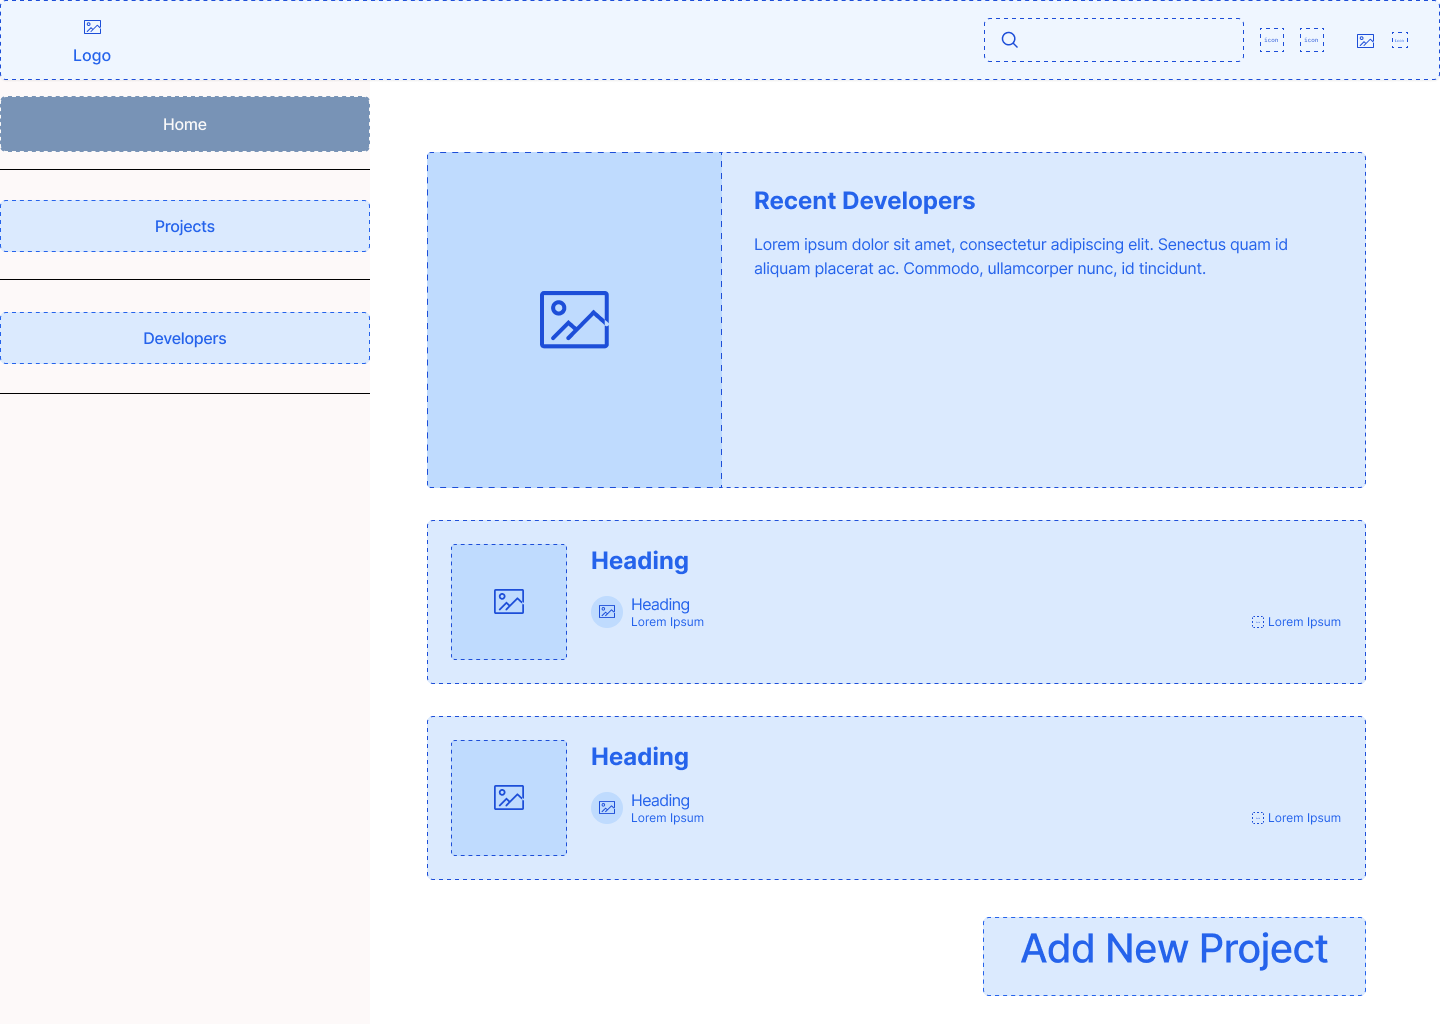 Logo
icon
icon
Home
Projects
Developers
Recent Developers
Lorem ipsum dolor sit amet, consectetur adipiscing elit. Senectus quam id
aliquam placerat ac. Commodo, ullamcorper nunc, id tincidunt.
Heading
Heading
Lorem Ipsum
Lorem Ipsum
Heading
Heading
Lorem Ipsum
Lorem Ipsum
Add New Project